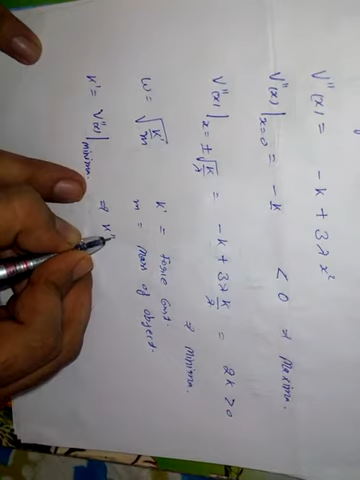 V''(x) = -k + 3λx²
V''(x)|x=0 = -k < 0 ⇒ Maxima.
V''(x)|x=±√(k/λ) = -k + 3λ k/λ = 2k > 0
⇒ Minima.
ω = √(k'/m) k' = force const.
m = mass of object.
k' = V''(x)|minima. ⇒ k'